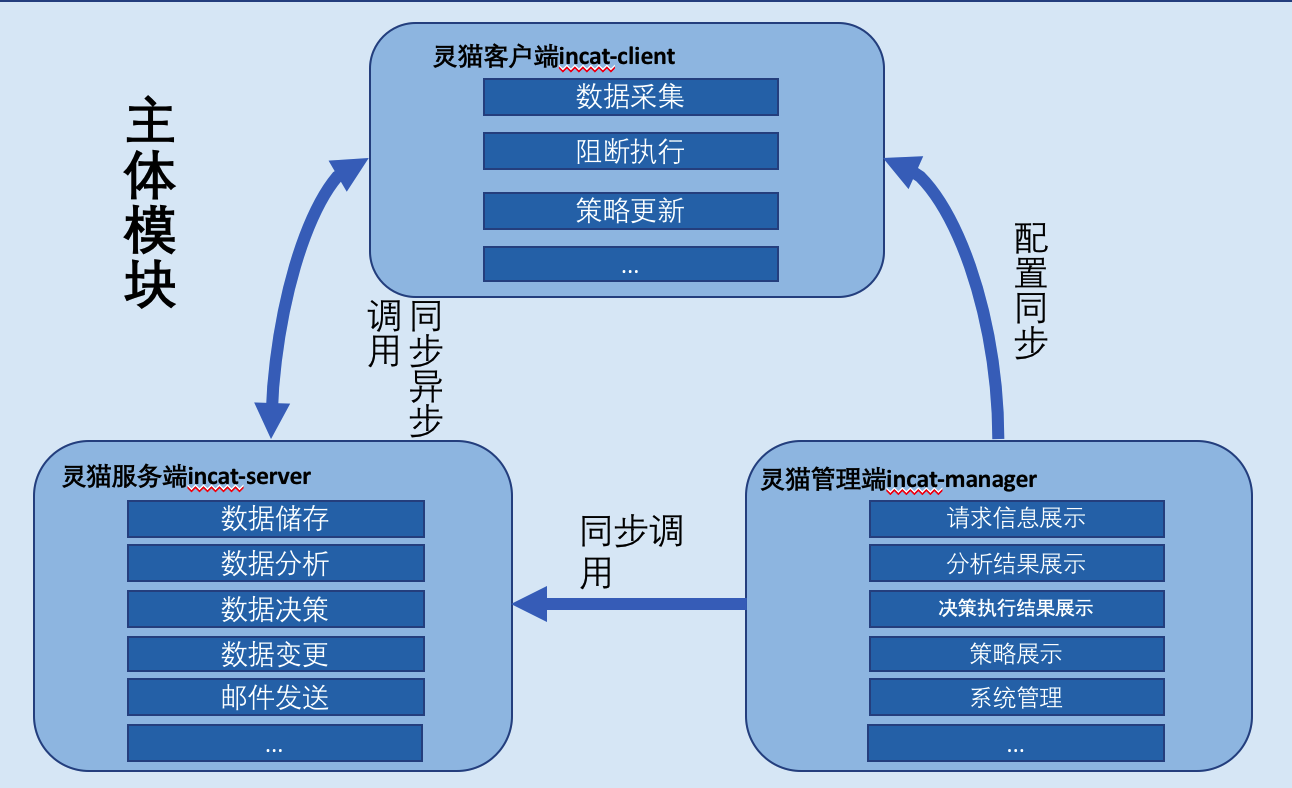 主体模块
灵猫客户端incat-client
数据采集
阻断执行
策略更新
...
同步异步
调用
配置同步
灵猫服务端incat-server
数据储存
数据分析
数据决策
数据变更
邮件发送
...
同步调
用
灵猫管理端incat-manager
请求信息展示
分析结果展示
决策执行结果展示
策略展示
系统管理
...